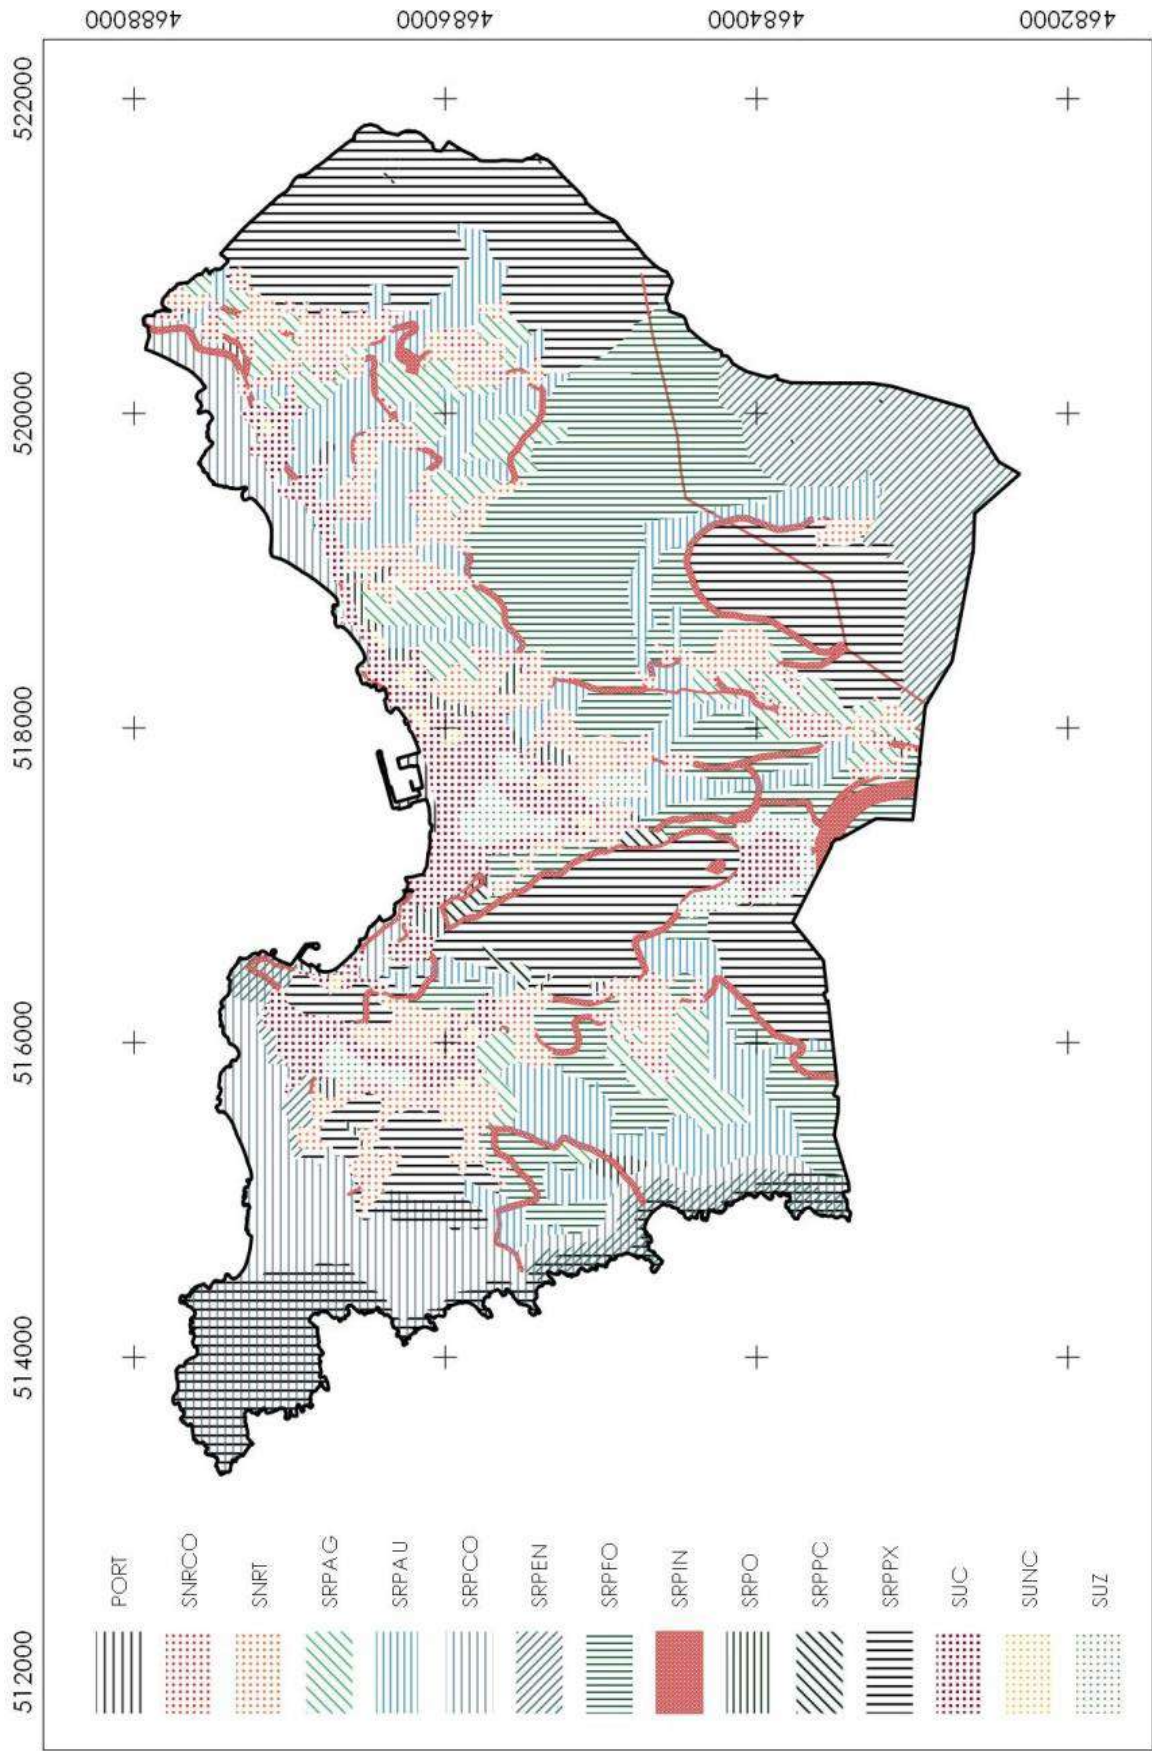 4688000
4686000
4684000
4682000
522000
520000
518000
516000
514000
512000
PORT
SNRCO
SNRT
SRPAG
SRPAU
SRPCO
SRPEN
SRPFO
SRPIN
SRPO
SRPPC
SRPPX
SUC
SUNC
SUZ